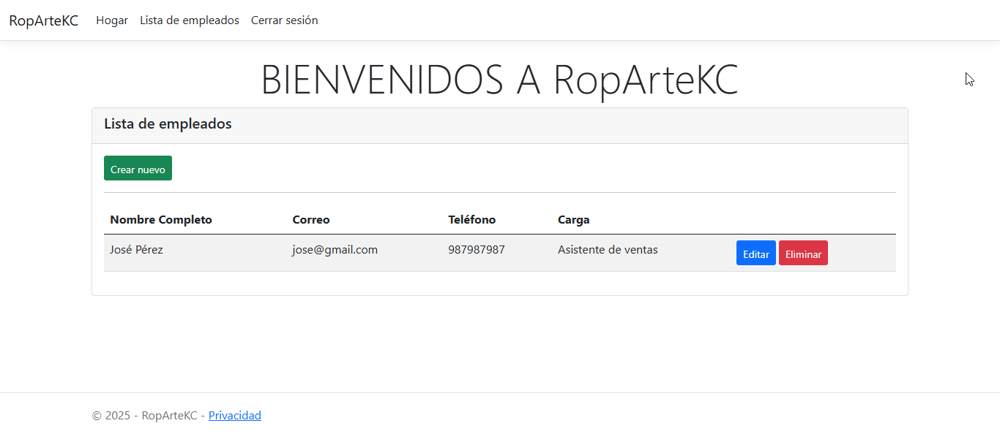 RopArteKC Hogar Lista de empleados Cerrar sesión
BIENVENIDOS A RopArteKC
Lista de empleados
Crear nuevo
Nombre Completo Correo Teléfono Carga
José Pérez jose@gmail.com 987987987 Asistente de ventas Editar Eliminar
© 2025 - RopArteKC - Privacidad